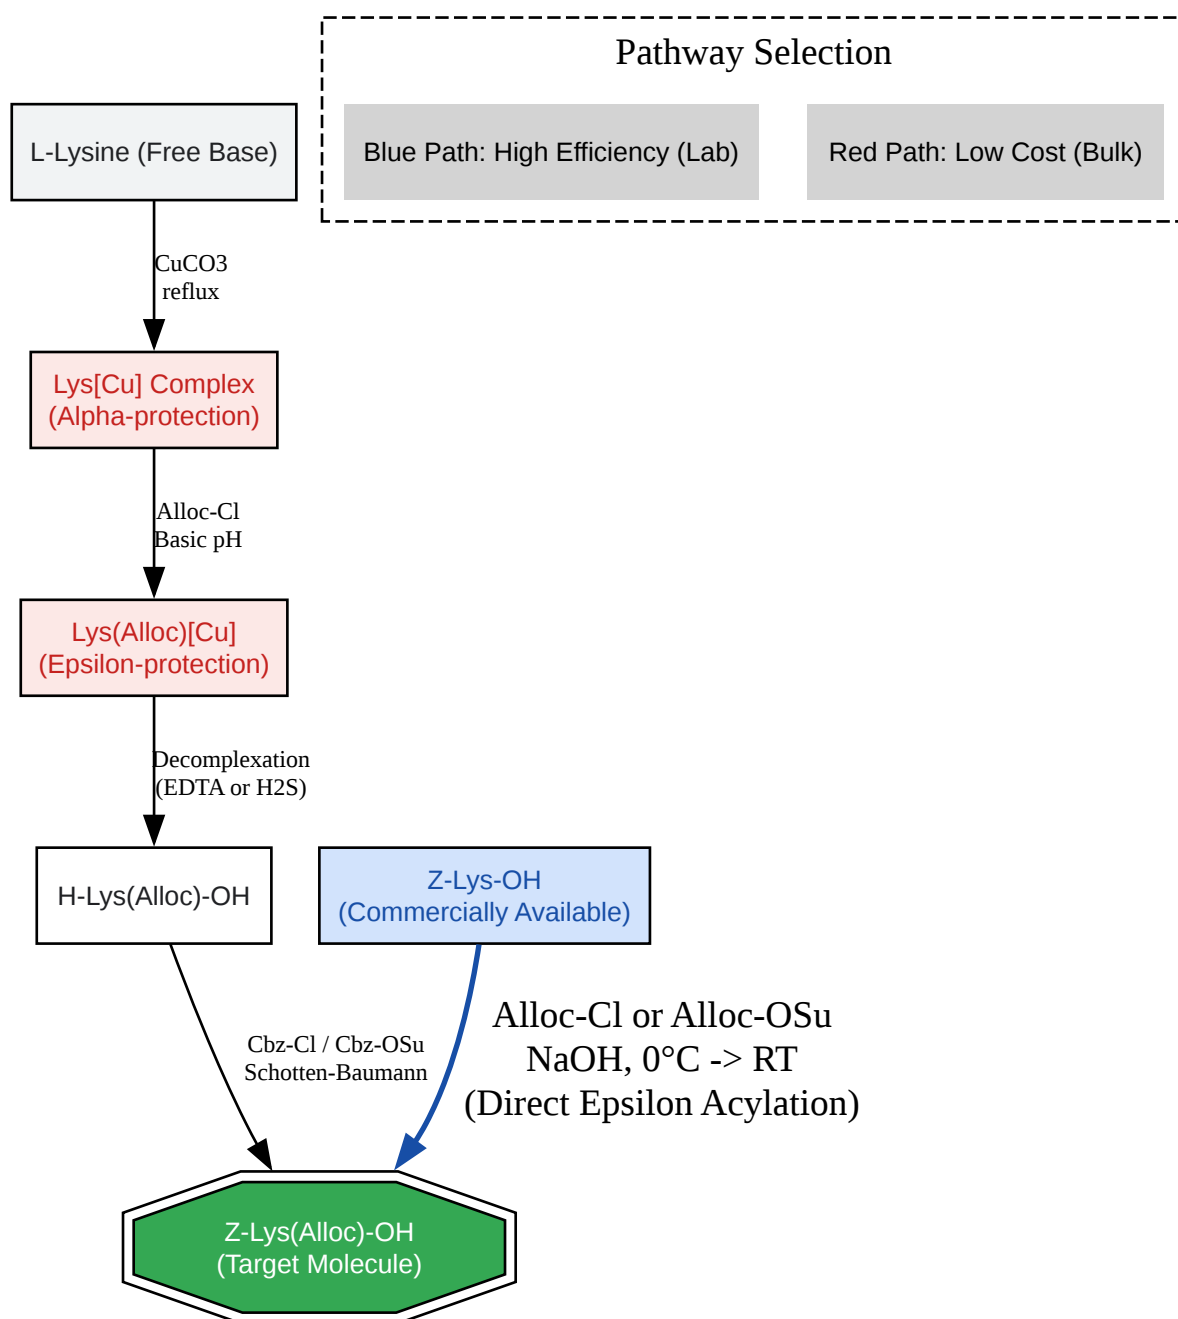 Pathway Selection
L-Lysine (Free Base)
Blue Path: High Efficiency (Lab)
Red Path: Low Cost (Bulk)
CuCO3
reflux
Lys[Cu] Complex
(Alpha-protection)
Alloc-Cl
Basic pH
Lys(Alloc)[Cu]
(Epsilon-protection)
Decomplexation
(EDTA or H2S)
H-Lys(Alloc)-OH
Z-Lys-OH
(Commercially Available)
Cbz-Cl / Cbz-OSu
Schotten-Baumann
Alloc-Cl or Alloc-OSu
NaOH, 0°C -> RT
(Direct Epsilon Acylation)
Z-Lys(Alloc)-OH
(Target Molecule)